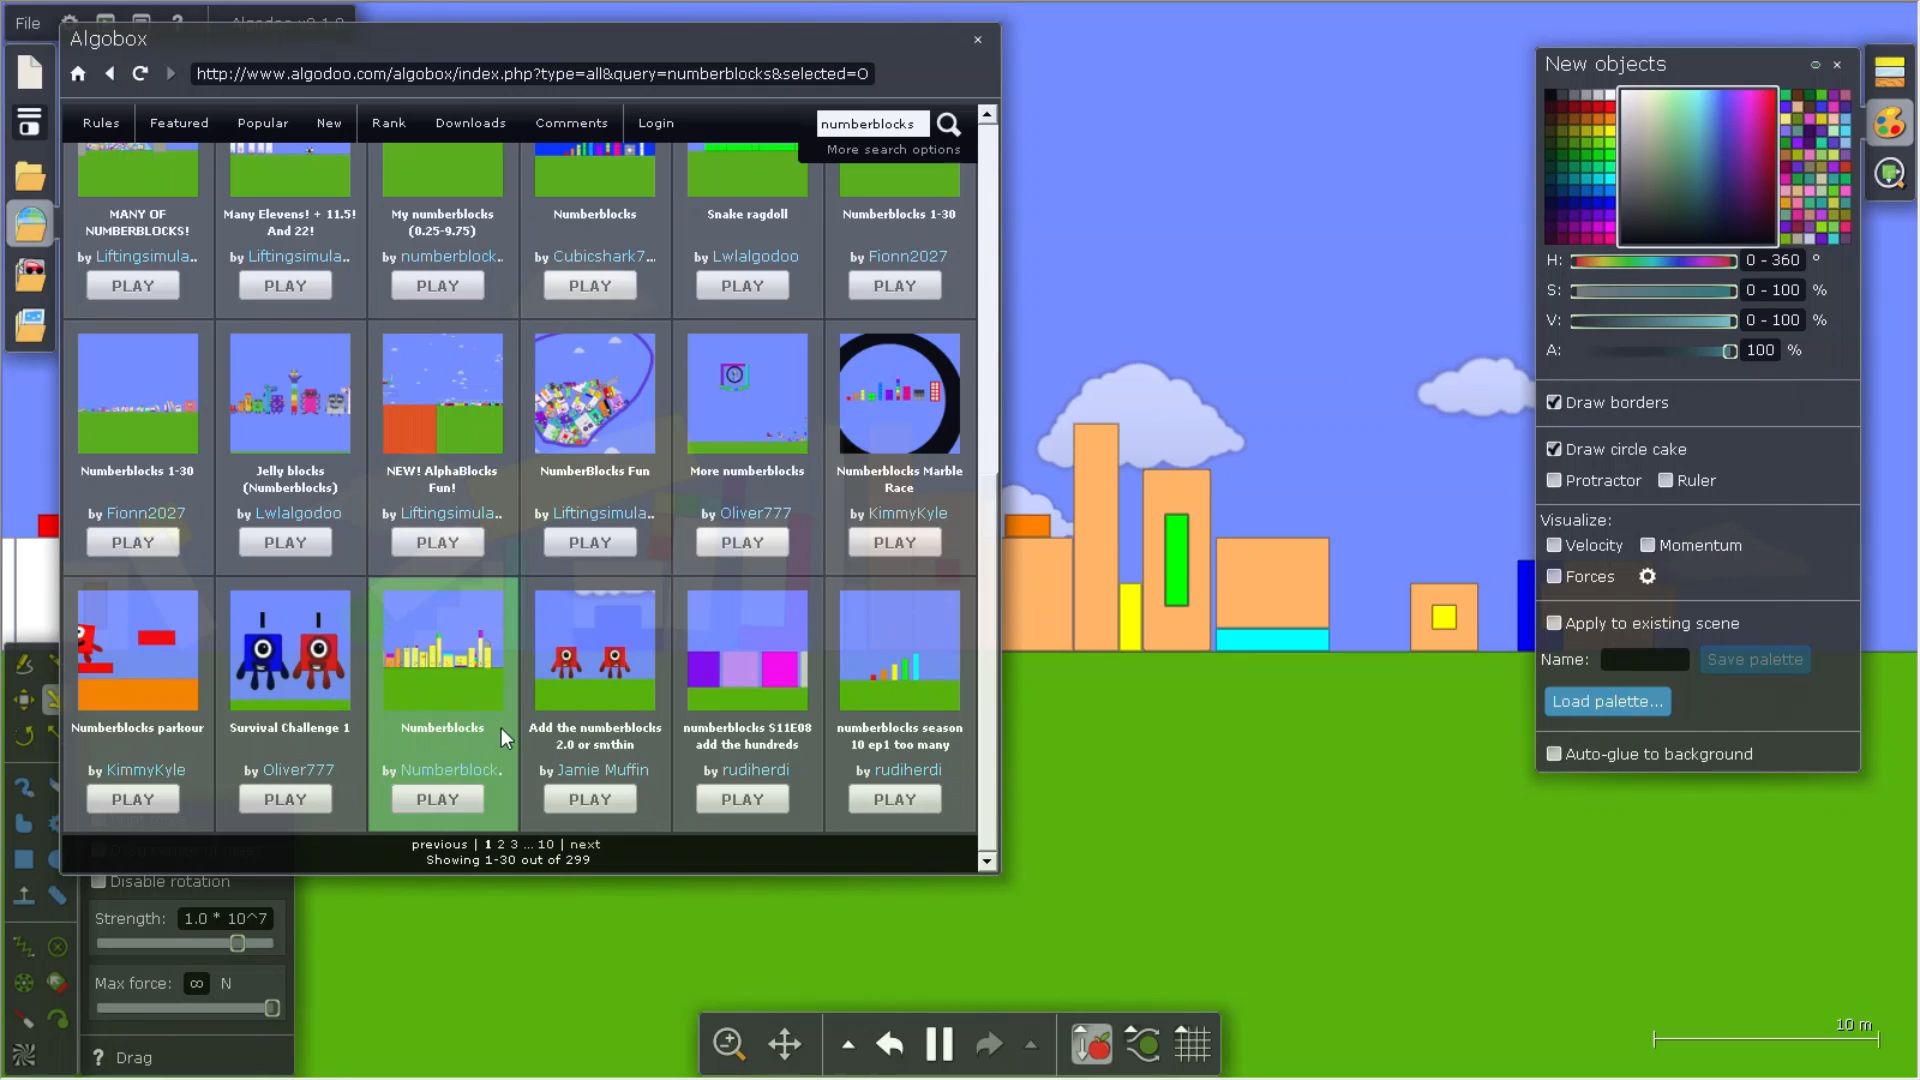 File
Algobox
http://www.algodoo.com/algobox/index.php?type=all&query=numberblocks&selected=O
Rules
Featured
Popular
New
Rank
Downloads
Comments
Login
numberblocks
More search options
MANY OF NUMBERBLOCKS!
by Liftingsimula..
PLAY
Many Elevens! + 11.5! And 22!
by Liftingsimula..
PLAY
My numberblocks (0.25-9.75)
by numberblock..
PLAY
Numberblocks
by Cubicshark7...
PLAY
Snake ragdoll
by Lwlalgodoo
PLAY
Numberblocks 1-30
by Fionn2027
PLAY
Numberblocks 1-30
by Fionn2027
PLAY
Jelly blocks (Numberblocks)
by Lwlalgodoo
PLAY
NEW! AlphaBlocks Fun!
by Liftingsimula..
PLAY
NumberBlocks Fun
by Liftingsimula..
PLAY
More numberblocks
by Oliver777
PLAY
Numberblocks Marble Race
by KimmyKyle
PLAY
Numberblocks parkour
by KimmyKyle
PLAY
Survival Challenge 1
by Oliver777
PLAY
Numberblocks
by Numberblock.
PLAY
Add the numberblocks 2.0 or smthin
by Jamie Muffin
PLAY
numberblocks S11E08 add the hundreds
by rudiherdi
PLAY
numberblocks season 10 ep1 too many
by rudiherdi
PLAY
previous | 1 2 3 ... 10 | next
Showing 1-30 out of 299
Disable rotation
Strength: 1.0 * 10^7
Max force: ∞ N
? Drag
New objects
H: 0 - 360 °
S: 0 - 100 %
V: 0 - 100 %
A: 100 %
Draw borders
Draw circle cake
Protractor
Ruler
Visualize:
Velocity
Momentum
Forces
Apply to existing scene
Name:
Save palette
Load palette...
Auto-glue to background
10 m